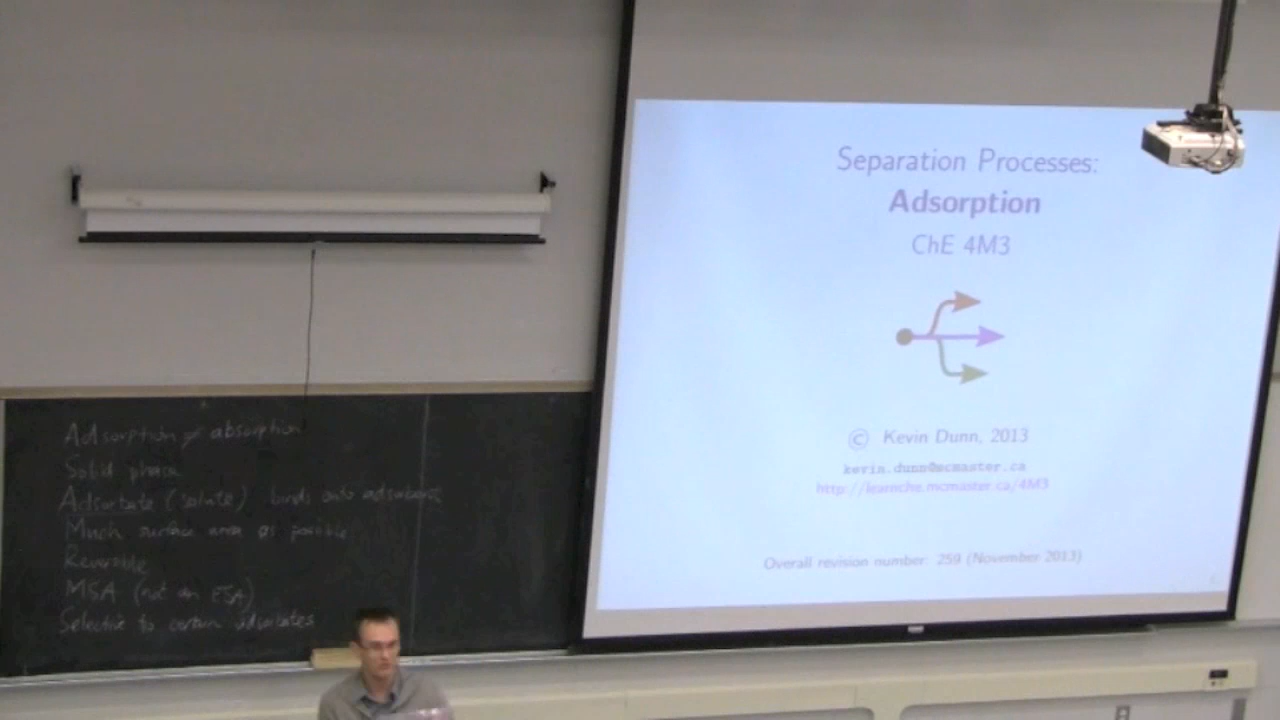 Adsorption ≠ absorption
Solid phase
Adsorbate (solute) binds onto adsorbent
Much surface area as possible
Reversible
MSA (not an ESA)
Selective to certain adsorbates
Separation Processes:
Adsorption
ChE 4M3
© Kevin Dunn, 2013
kevin.dunn@mcmaster.ca
http://learnche.mcmaster.ca/4M3
Overall revision number: 259 (November 2013)